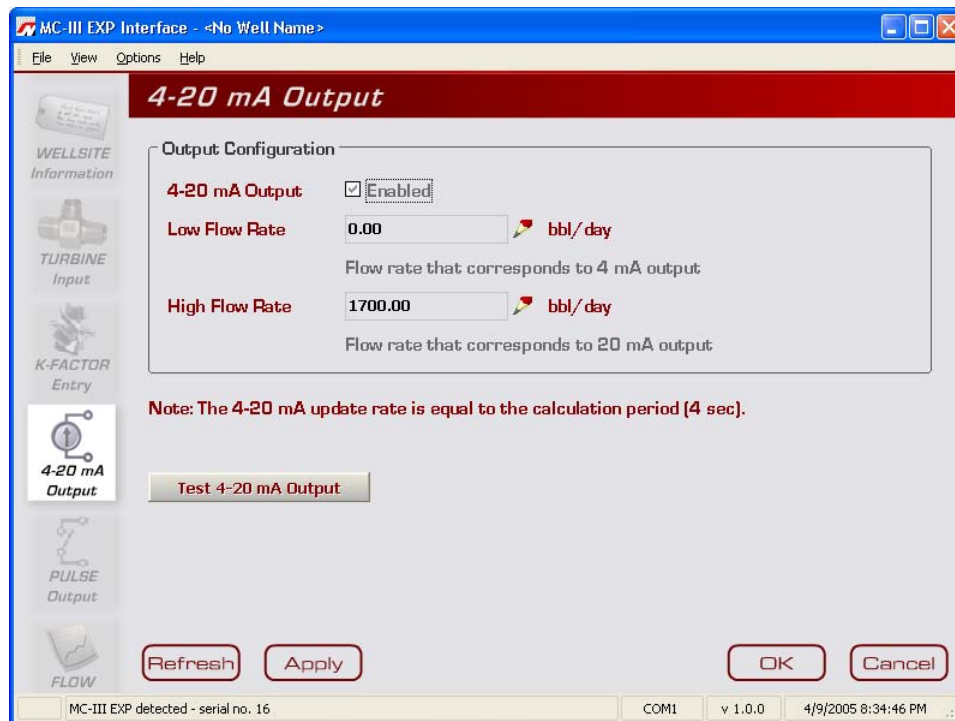 MC-III EXP Interface - <No Well Name>
File View Options Help
4-20 mA Output
WELLSITE
Information
TURBINE
Input
K-FACTOR
Entry
4-20 mA
Output
PULSE
Output
FLOW
Output Configuration
4-20 mA Output Enabled
Low Flow Rate 0.00 bbl/day
Flow rate that corresponds to 4 mA output
High Flow Rate 1700.00 bbl/day
Flow rate that corresponds to 20 mA output
Note: The 4-20 mA update rate is equal to the calculation period (4 sec).
Test 4-20 mA Output
Refresh Apply OK Cancel
MC-III EXP detected - serial no. 16 COM1 v 1.0.0 4/9/2005 8:34:46 PM